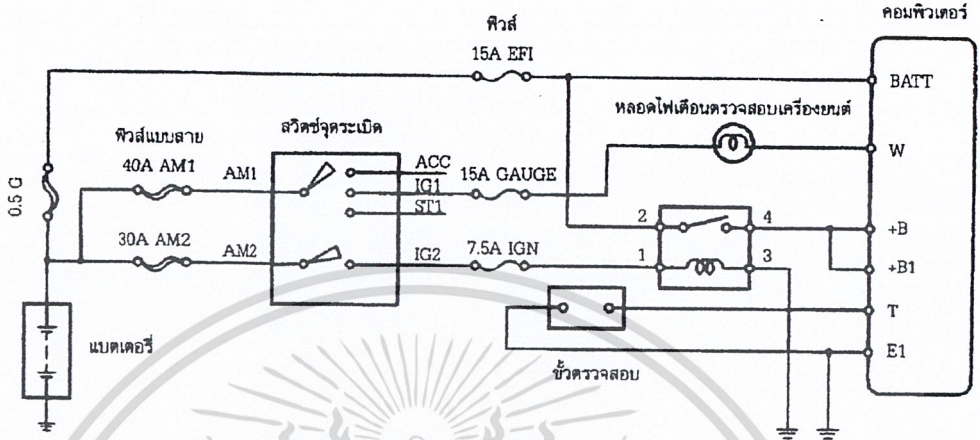 คอมพิวเตอร์
ฟิวส์
15A EFI
BATT
หลอดไฟเตือนตรวจสอบเครื่องยนต์
สวิตช์จุดระเบิด
ฟิวส์แบบสาย
40A AM1
AM1
ACC
IG1
ST1
15A GAUGE
W
0.5 G
2
4
+B
30A AM2
AM2
IG2
7.5A IGN
1
3
+B1
T
E1
แบตเตอรี่
ขั้วตรวจสอบ